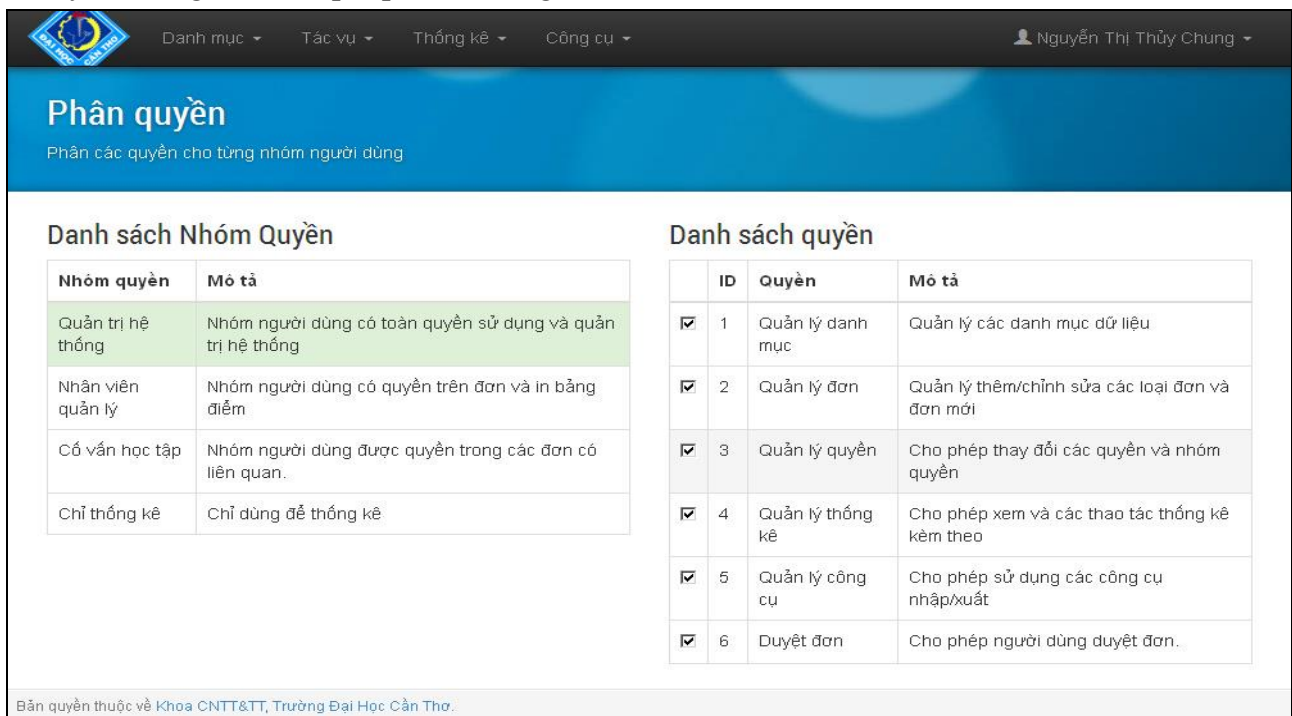 ĐẠI HỌC CẦN THƠ
Danh mục Tác vụ Thống kê Công cụ Nguyễn Thị Thủy Chung
Phân quyền
Phân các quyền cho từng nhóm người dùng
Danh sách Nhóm Quyền
Nhóm quyền Mô tả
Quản trị hệ Nhóm người dùng có toàn quyền sử dụng và quản
thống trị hệ thống
Nhân viên Nhóm người dùng có quyền trên đơn và in bảng
quản lý điểm
Cố vấn học tập Nhóm người dùng được quyền trong các đơn có
liên quan.
Chỉ thống kê Chỉ dùng để thống kê
Danh sách quyền
ID Quyền Mô tả
1 Quản lý danh Quản lý các danh mục dữ liệu
mục
2 Quản lý đơn Quản lý thêm/chỉnh sửa các loại đơn và
đơn mới
3 Quản lý quyền Cho phép thay đổi các quyền và nhóm
quyền
4 Quản lý thống Cho phép xem và các thao tác thống kê
kê kèm theo
5 Quản lý công Cho phép sử dụng các công cụ
cụ nhập/xuất
6 Duyệt đơn Cho phép người dùng duyệt đơn.
Bản quyền thuộc về Khoa CNTT&TT, Trường Đại Học Cần Thơ.